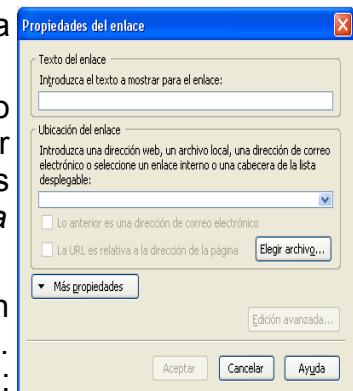 a
o
r
s
a
n
.
:
Propiedades del enlace
Texto del enlace
Introduzca el texto a mostrar para el enlace:
Ubicación del enlace
Introduzca una dirección web, un archivo local, una dirección de correo
electrónico o seleccione un enlace interno o una cabecera de la lista
desplegable:
Lo anterior es una dirección de correo electrónico
La URL es relativa a la dirección de la página
Elegir archivo...
Más propiedades
Edición avanzada...
Aceptar Cancelar Ayuda